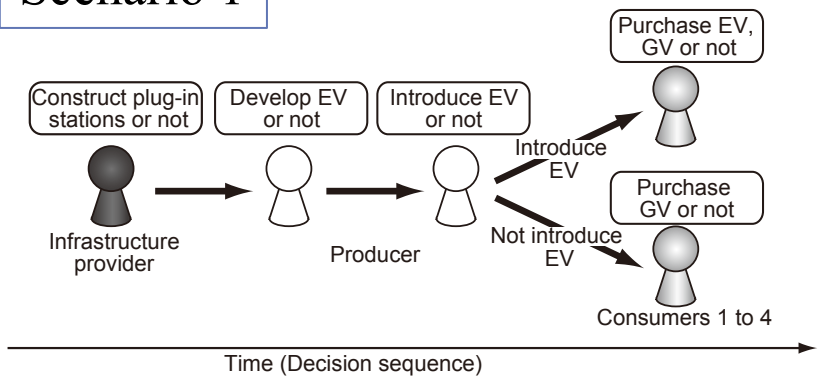 Scenario 1
Purchase EV,
GV or not
Construct plug-in
stations or not
Develop EV
or not
Introduce EV
or not
Introduce
EV
Purchase
GV or not
Infrastructure
provider
Producer
Not introduce
EV
Consumers 1 to 4
Time (Decision sequence)